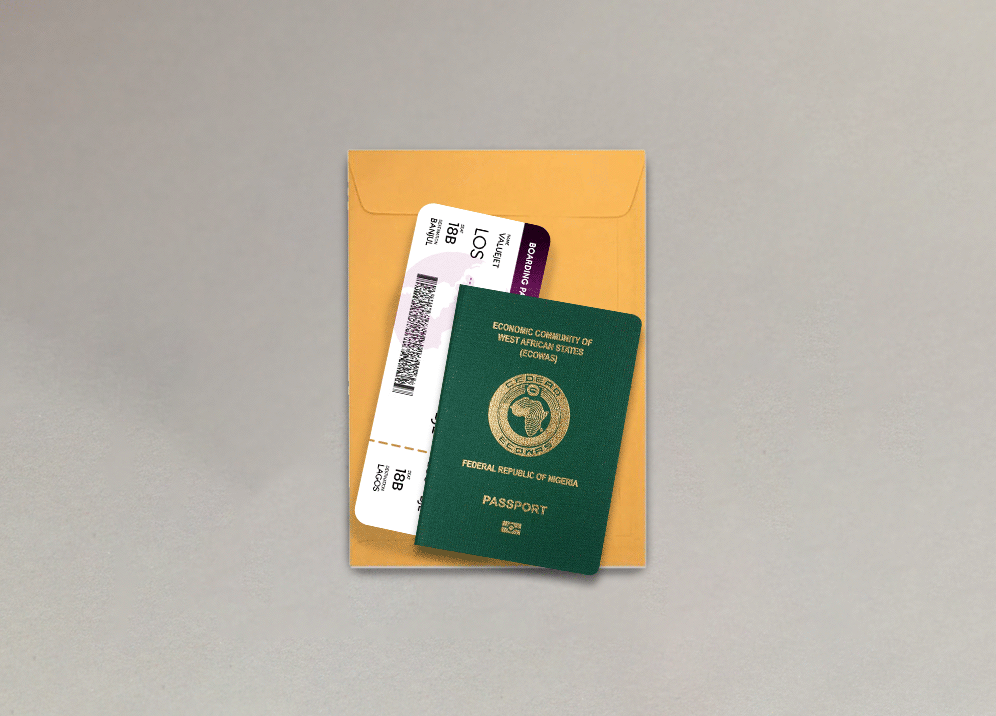 BOARDING PA
NAME
VALUEJET
LOS
SEAT
18B
DESTINATION
BANJUL
SEAT
18B
DESTINATION
LAGOS
ECONOMIC COMMUNITY OF
WEST AFRICAN STATES
(ECOWAS)
CEDEAO
ECOWAS
FEDERAL REPUBLIC OF NIGERIA
PASSPORT